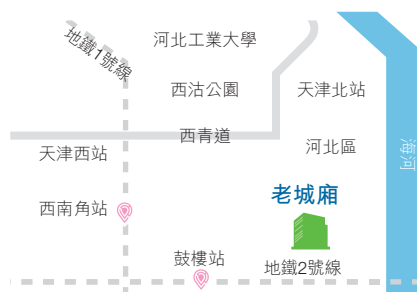 河北工業大學
地鐵1號線
西沽公園
天津北站
西青道
天津西站
河北區
海河
老城廂
西南角站
鼓樓站
地鐵2號線